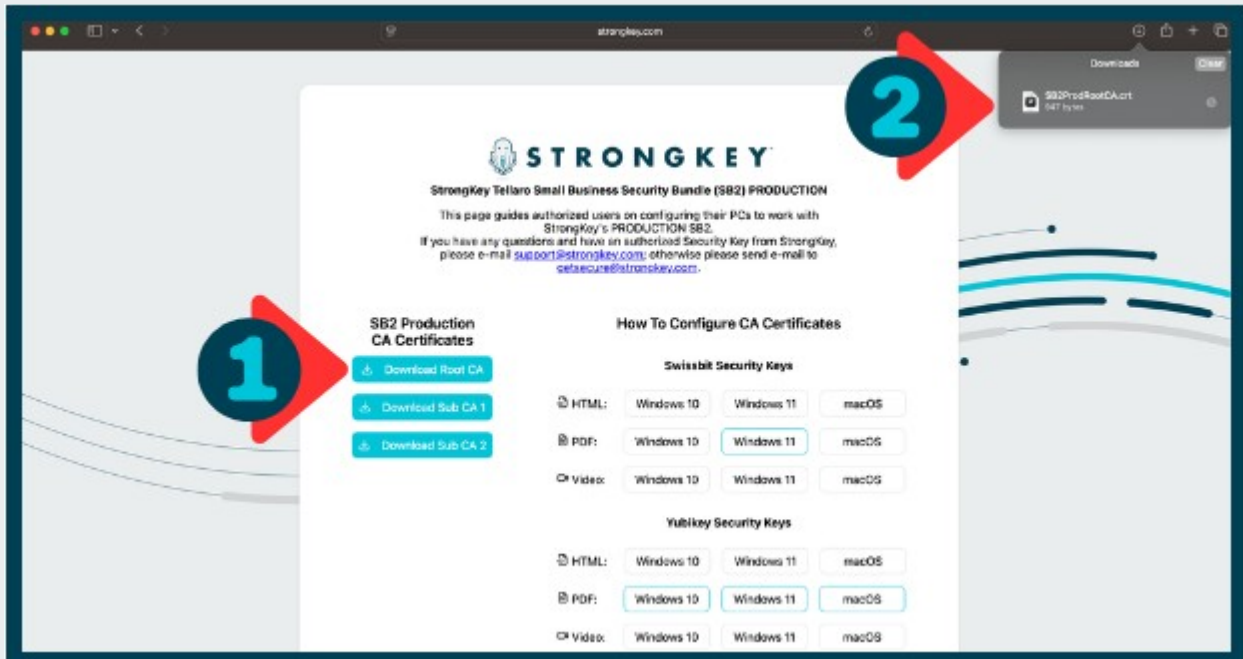 strongkey.com
Downloads
Clear
SB2ProdRootCA.crt
947 bytes
2
STRONGKEY
StrongKey Tellaro Small Business Security Bundle (SB2) PRODUCTION
This page guides authorized users on configuring their PCs to work with
StrongKey's PRODUCTION SB2.
If you have any questions and have an authorized Security Key from StrongKey,
please e-mail support@strongkey.com; otherwise please send e-mail to
getsecure@strongkey.com.
1
SB2 Production
CA Certificates
Download Root CA
Download Sub CA 1
Download Sub CA 2
How To Configure CA Certificates
Swissbit Security Keys
HTML: Windows 10 Windows 11 macOS
PDF: Windows 10 Windows 11 macOS
Video: Windows 10 Windows 11 macOS
Yubikey Security Keys
HTML: Windows 10 Windows 11 macOS
PDF: Windows 10 Windows 11 macOS
Video: Windows 10 Windows 11 macOS